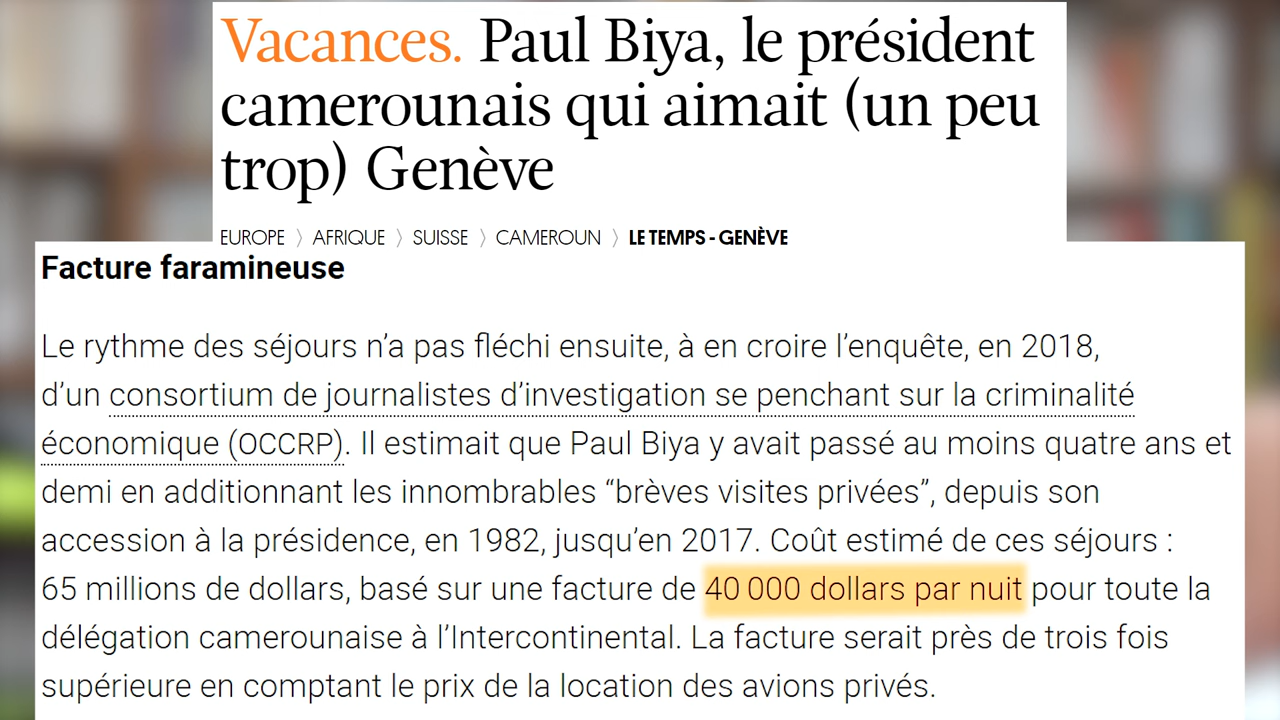 Vacances. Paul Biya, le président
camerounais qui aimait (un peu
trop) Genève
EUROPE 〉 AFRIQUE 〉 SUISSE 〉 CAMEROUN 〉 LE TEMPS - GENÈVE
Facture faramineuse
Le rythme des séjours n’a pas fléchi ensuite, à en croire l’enquête, en 2018,
d’un consortium de journalistes d’investigation se penchant sur la criminalité
économique (OCCRP). Il estimait que Paul Biya y avait passé au moins quatre ans et
demi en additionnant les innombrables “brèves visites privées”, depuis son
accession à la présidence, en 1982, jusqu’en 2017. Coût estimé de ces séjours :
65 millions de dollars, basé sur une facture de 40 000 dollars par nuit pour toute la
délégation camerounaise à l’Intercontinental. La facture serait près de trois fois
supérieure en comptant le prix de la location des avions privés.